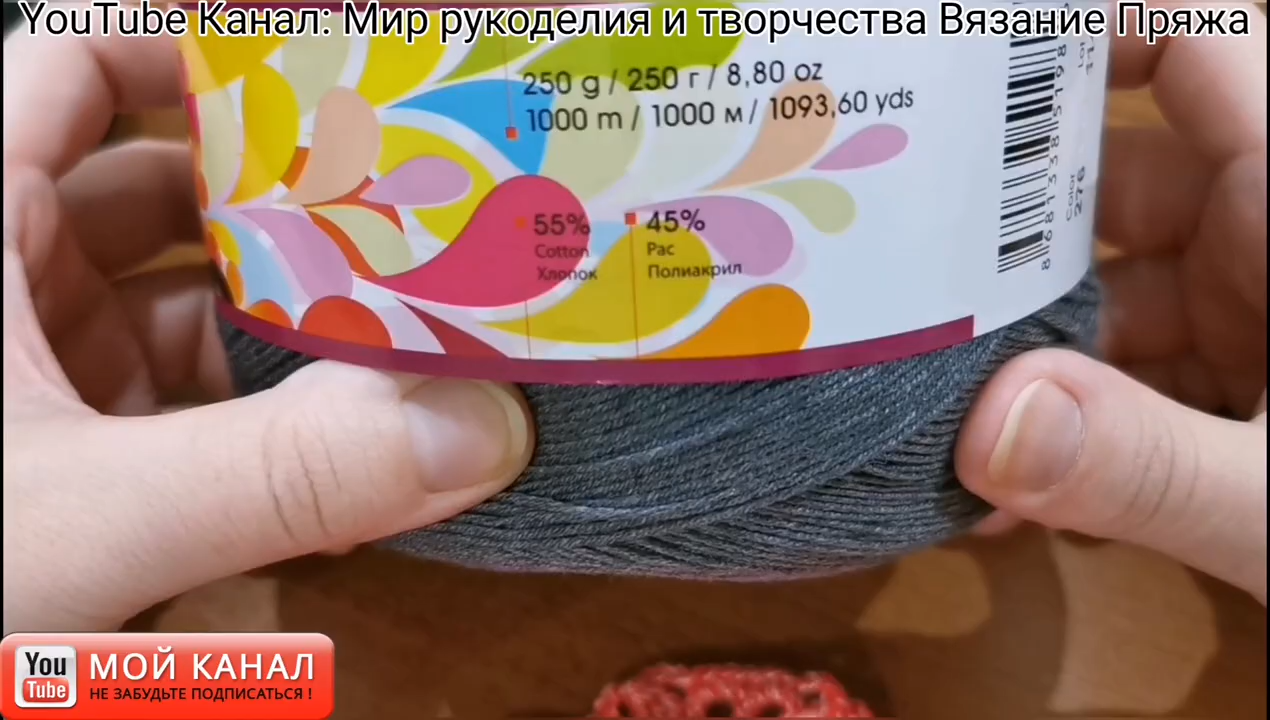 YouTube Канал: Мир рукоделия и творчества Вязание Пряжа
250 g / 250 г / 8,80 oz
1000 m / 1000 м / 1093,60 yds
55%
Cotton
Хлопок
45%
Pac
Полиакрил
Color
276
Lot
You
Tube
МОЙ КАНАЛ
НЕ ЗАБУДЬТЕ ПОДПИСАТЬСЯ !